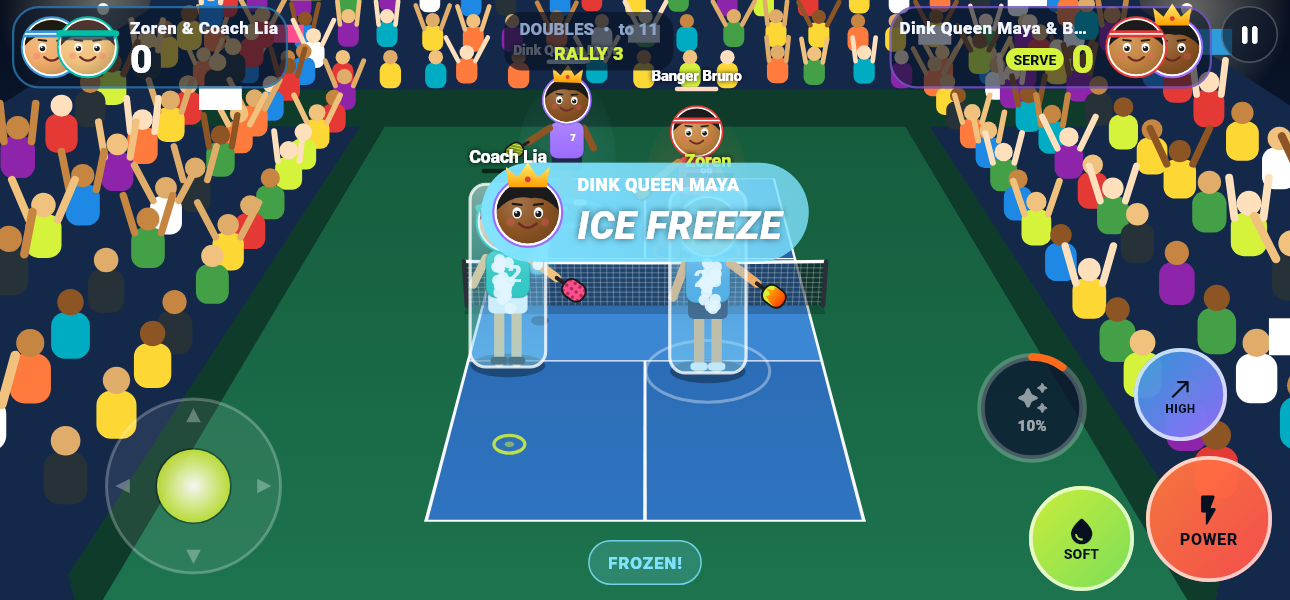 Zoren & Coach Lia
0
DOUBLES • to 11
RALLY 3
Dink Queen Maya & B...
SERVE 0
Banger Bruno
7
Coach Lia
Zoren
DINK QUEEN MAYA
ICE FREEZE
10%
HIGH
SOFT
POWER
FROZEN!